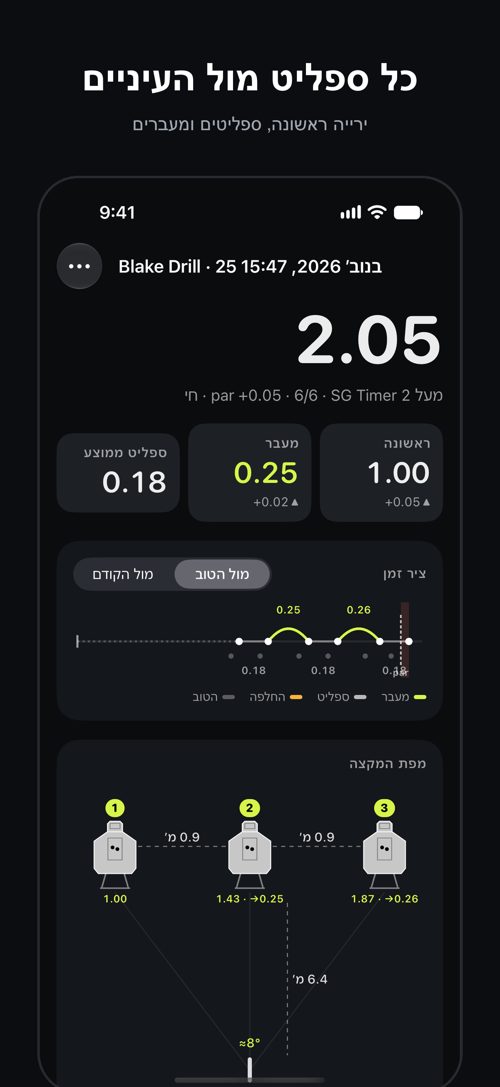 כל ספליט מול העיניים
ירייה ראשונה, ספליטים ומעברים
9:41
Blake Drill · 25 בנוב׳ 2026, 15:47
2.05
חי · par +0.05 · 6/6 · SG Timer 2 מעל
ראשונה
1.00
▲ +0.05
מעבר
0.25
▲ +0.02
ספליט ממוצע
0.18
ציר זמן
מול הטוב
מול הקודם
0.25 0.26
0.18 0.18 0.18
par
מעבר ספליט החלפה הטוב
מפת המקצה
1 2 3
0.9 מ׳ 0.9 מ׳
1.00 1.43 · →0.25 1.87 · →0.26
6.4 מ׳
≈8°